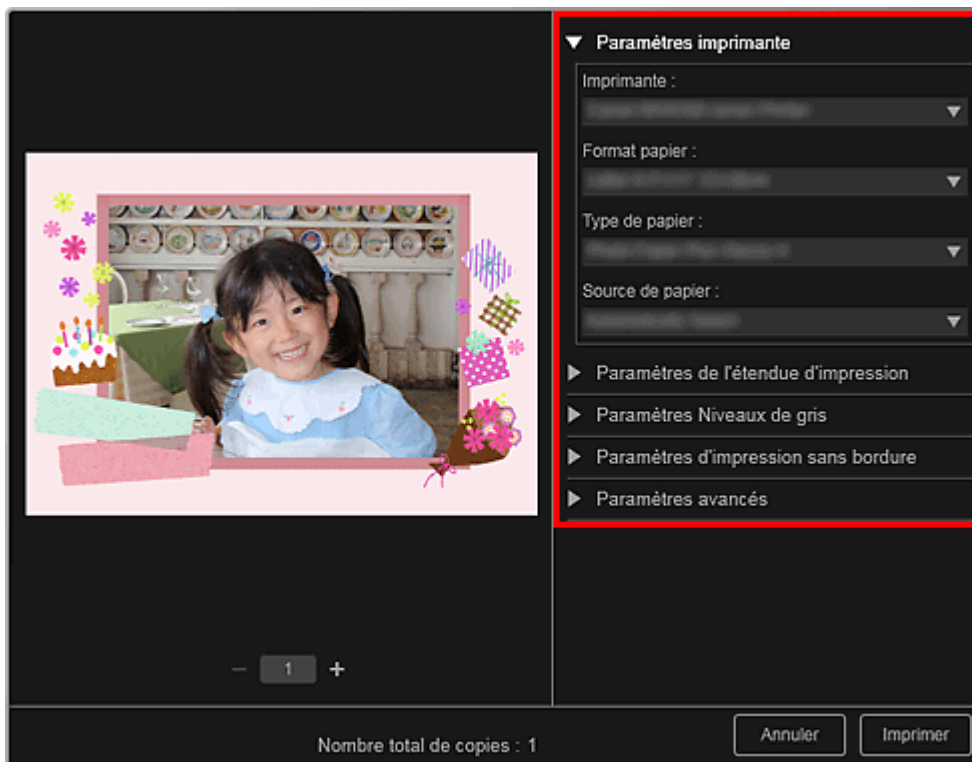 Paramètres imprimante
Imprimante :
Format papier :
Type de papier :
Source de papier :
Paramètres de l'étendue d'impression
Paramètres Niveaux de gris
Paramètres d'impression sans bordure
Paramètres avancés
1
Nombre total de copies : 1
Annuler
Imprimer